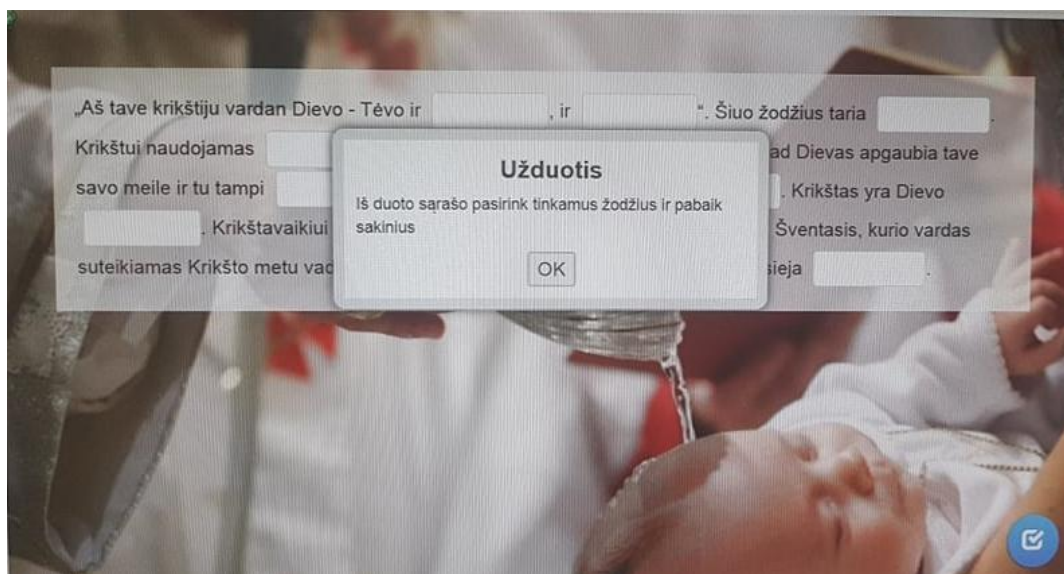 „Aš tave krikštiju vardan Dievo - Tėvo ir , ir “. Šiuo žodžius taria .
Krikštui naudojamas ad Dievas apgaubia tave
savo meile ir tu tampi . Krikštas yra Dievo
. Krikštavaikiui Šventasis, kurio vardas
suteikiamas Krikšto metu vad sieja .
Užduotis
Iš duoto sąrašo pasirink tinkamus žodžius ir pabaik
sakinius
OK